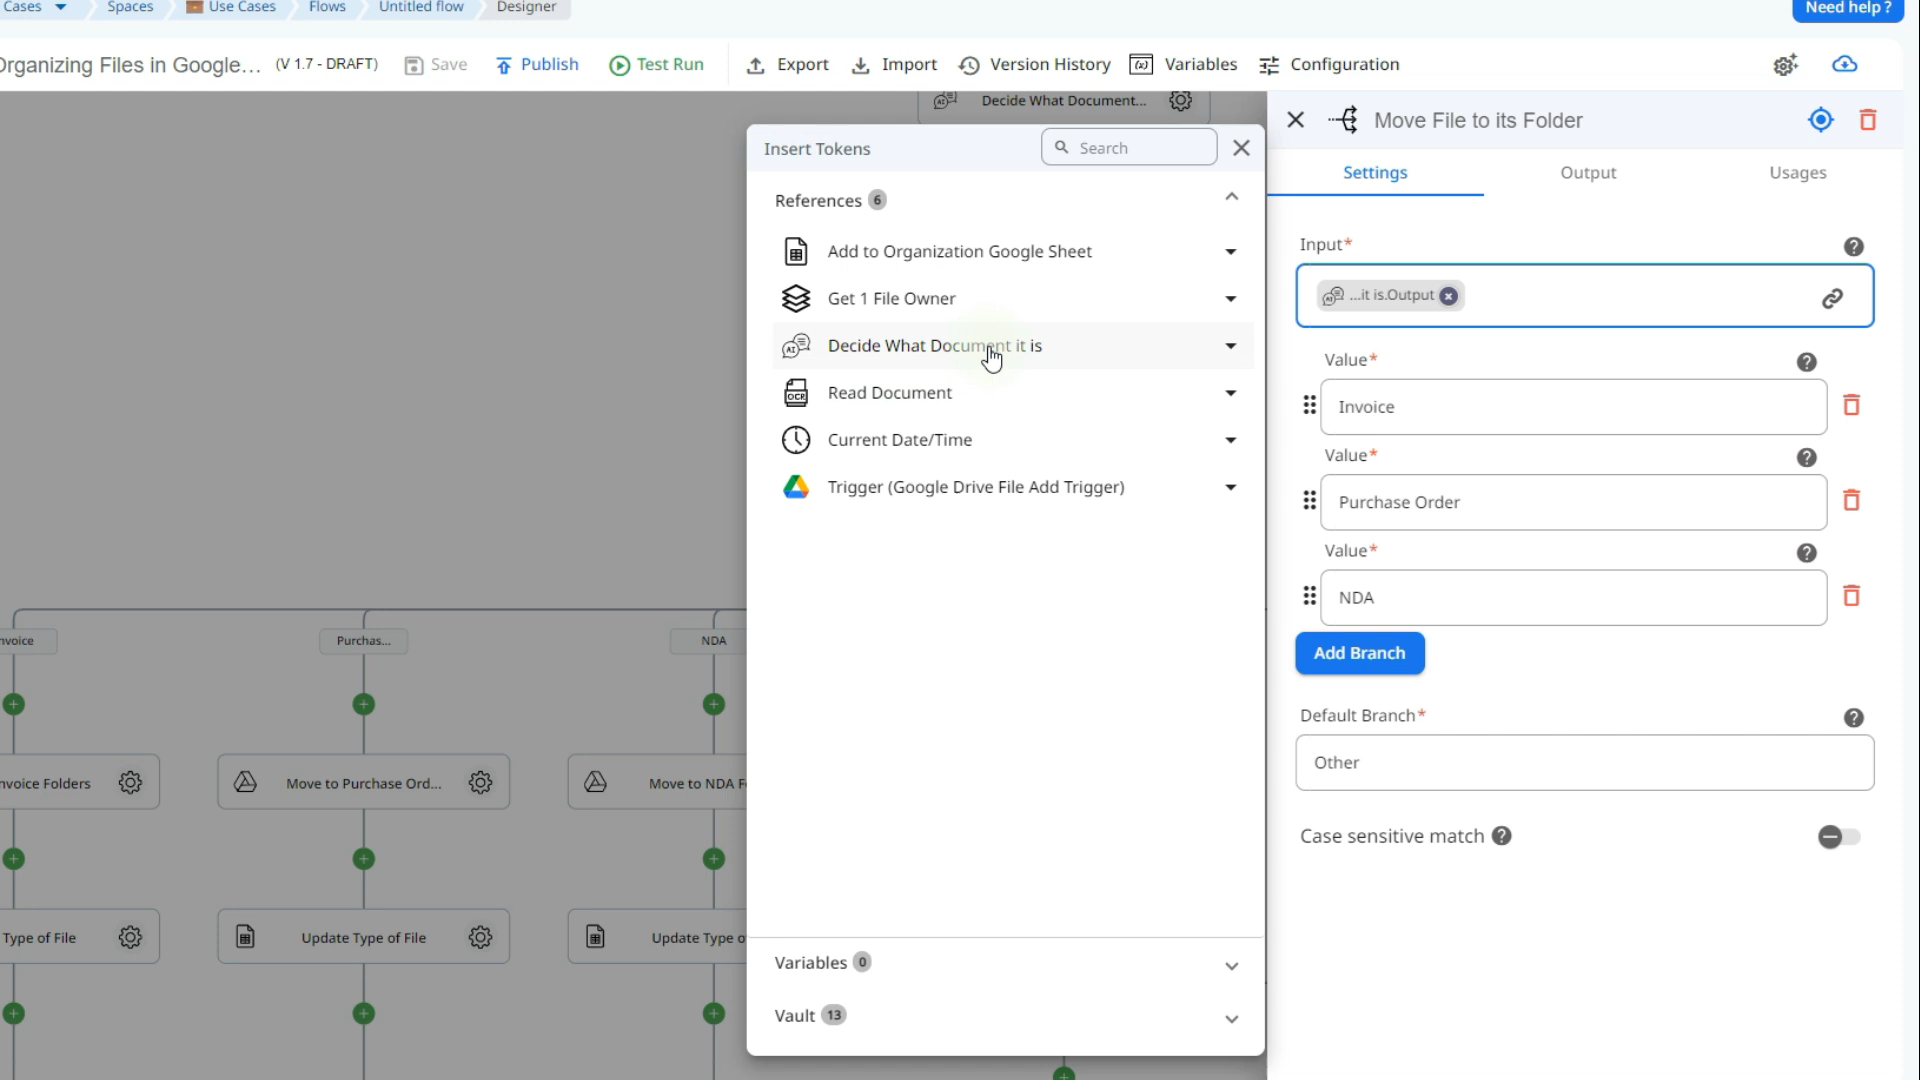 Cases
Spaces
Use Cases
Flows
Untitled flow
Designer
Need help ?
Organizing Files in Google...
(V 1.7 - DRAFT)
Save
Publish
Test Run
Export
Import
Version History
Variables
Configuration
Decide What Document...
Insert Tokens
Search
References 6
Add to Organization Google Sheet
Get 1 File Owner
Decide What Document it is
Read Document
Current Date/Time
Trigger (Google Drive File Add Trigger)
Variables 0
Vault 13
Move File to its Folder
Settings
Output
Usages
Input*
...it is.Output
Value*
Invoice
Value*
Purchase Order
Value*
NDA
Add Branch
Default Branch*
Other
Case sensitive match
nvoice
Purchas...
NDA
nvoice Folders
Move to Purchase Ord...
Move to NDA F
Type of File
Update Type of File
Update Type o